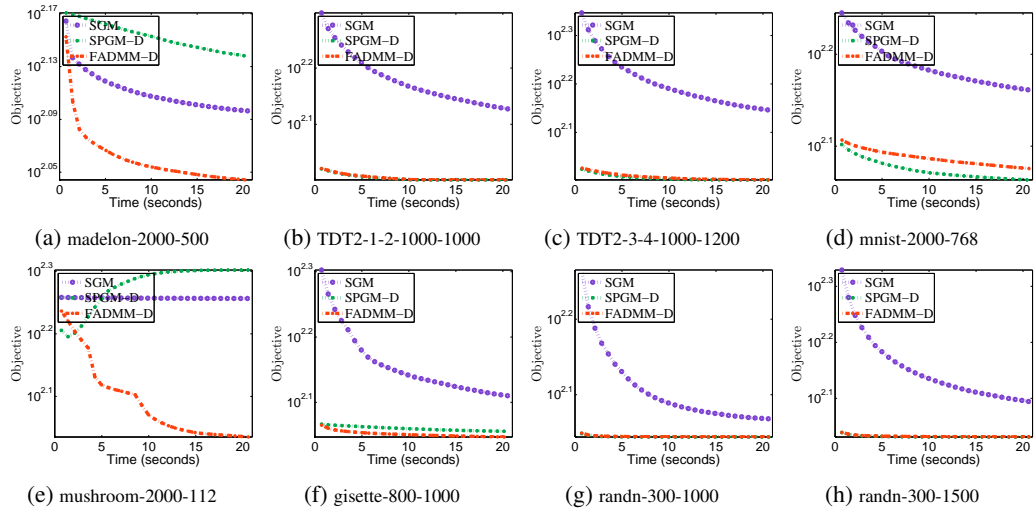 10^2.17
10^2.13
10^2.09
10^2.05
Objective
SGM
SPGM-D
FADMM-D
0 5 10 15 20
Time (seconds)
(a) madelon-2000-500
10^2.2
10^2.1
Objective
SGM
SPGM-D
FADMM-D
0 5 10 15 20
Time (seconds)
(b) TDT2-1-2-1000-1000
10^2.3
10^2.2
10^2.1
Objective
SGM
SPGM-D
FADMM-D
0 5 10 15 20
Time (seconds)
(c) TDT2-3-4-1000-1200
10^2.2
10^2.1
Objective
SGM
SPGM-D
FADMM-D
0 5 10 15 20
Time (seconds)
(d) mnist-2000-768
10^2.3
10^2.2
10^2.1
Objective
SGM
SPGM-D
FADMM-D
0 5 10 15 20
Time (seconds)
(e) mushroom-2000-112
10^2.3
10^2.2
10^2.1
Objective
SGM
SPGM-D
FADMM-D
0 5 10 15 20
Time (seconds)
(f) gisette-800-1000
10^2.2
10^2.1
Objective
SGM
SPGM-D
FADMM-D
0 5 10 15 20
Time (seconds)
(g) randn-300-1000
10^2.3
10^2.2
10^2.1
Objective
SGM
SPGM-D
FADMM-D
0 5 10 15 20
Time (seconds)
(h) randn-300-1500